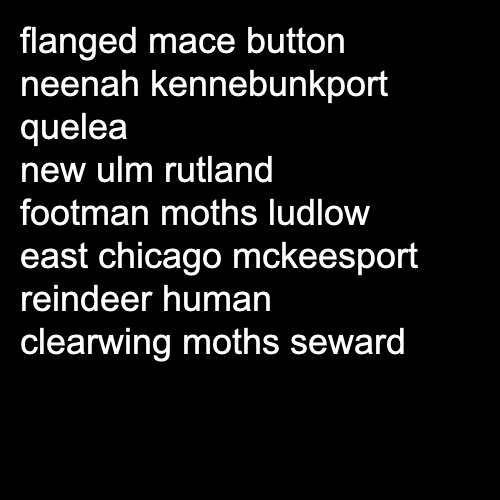 flanged mace button
neenah kennebunkport
quelea
new ulm rutland
footman moths ludlow
east chicago mckeesport
reindeer human
clearwing moths seward